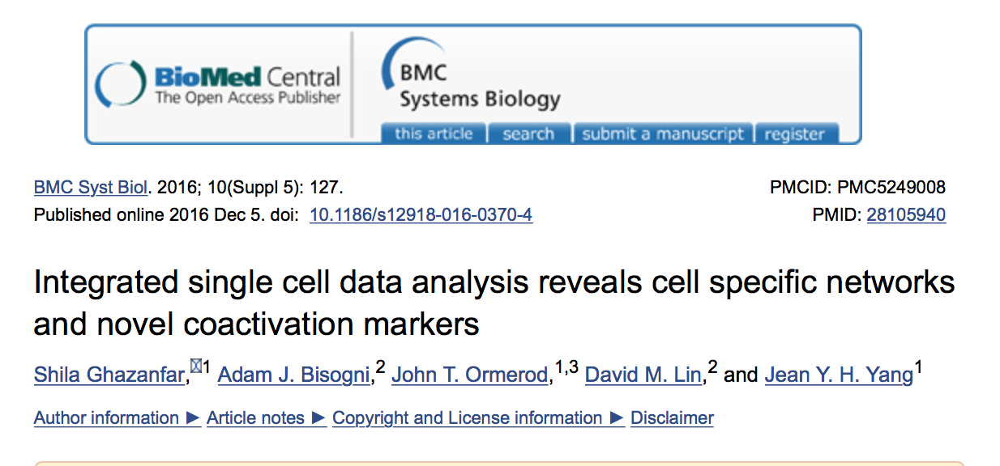 BioMed Central
The Open Access Publisher
BMC
Systems Biology
this article search submit a manuscript register
BMC Syst Biol. 2016; 10(Suppl 5): 127.
PMCID: PMC5249008
Published online 2016 Dec 5. doi: 10.1186/s12918-016-0370-4
PMID: 28105940
Integrated single cell data analysis reveals cell specific networks
and novel coactivation markers
Shila Ghazanfar,1 Adam J. Bisogni,2 John T. Ormerod,1,3 David M. Lin,2 and Jean Y. H. Yang1
Author information ► Article notes ► Copyright and License information ► Disclaimer